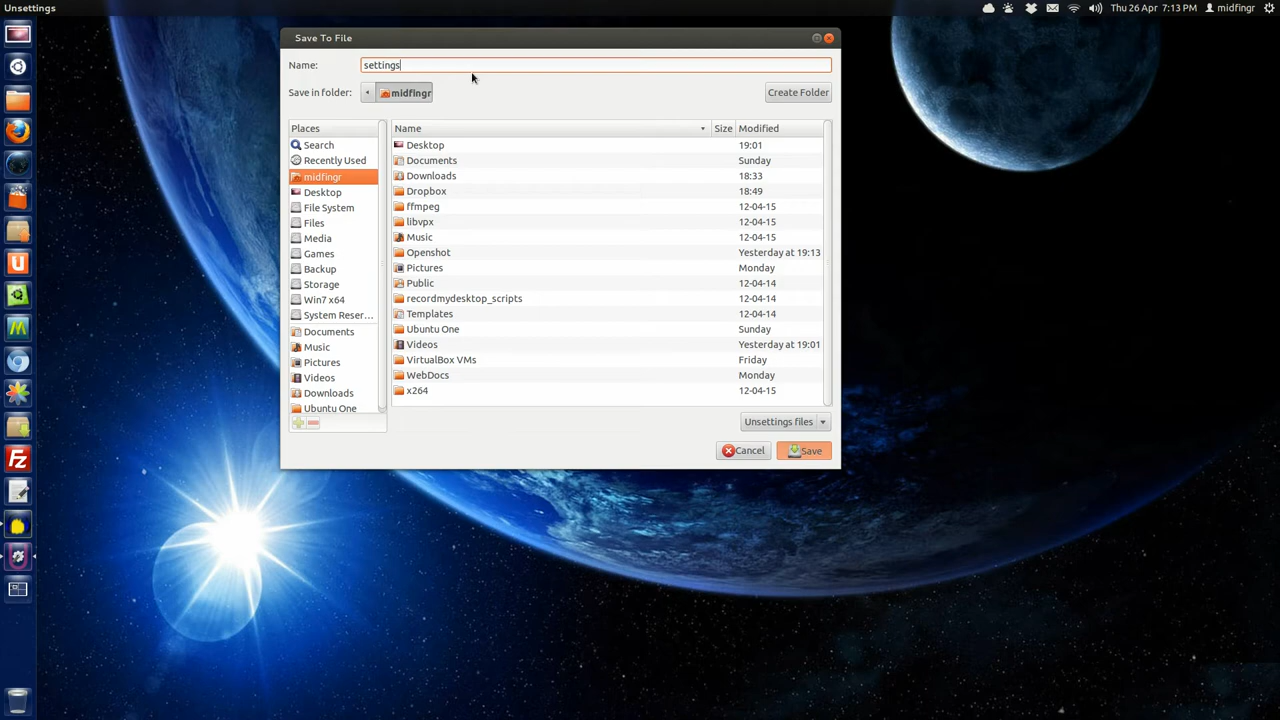 Unsettings
Thu 26 Apr 7:13 PM midfingr
Save To File
Name: settings
Save in folder: midfingr Create Folder
Places
Search
Recently Used
midfingr
Desktop
File System
Files
Media
Games
Backup
Storage
Win7 x64
System Reser...
Documents
Music
Pictures
Videos
Downloads
Ubuntu One
Name Size Modified
Desktop 19:01
Documents Sunday
Downloads 18:33
Dropbox 18:49
ffmpeg 12-04-15
libvpx 12-04-15
Music 12-04-15
Openshot Yesterday at 19:13
Pictures Monday
Public 12-04-14
recordmydesktop_scripts 12-04-14
Templates 12-04-14
Ubuntu One Sunday
Videos Yesterday at 19:01
VirtualBox VMs Friday
WebDocs Monday
x264 12-04-15
Unsettings files
Cancel Save